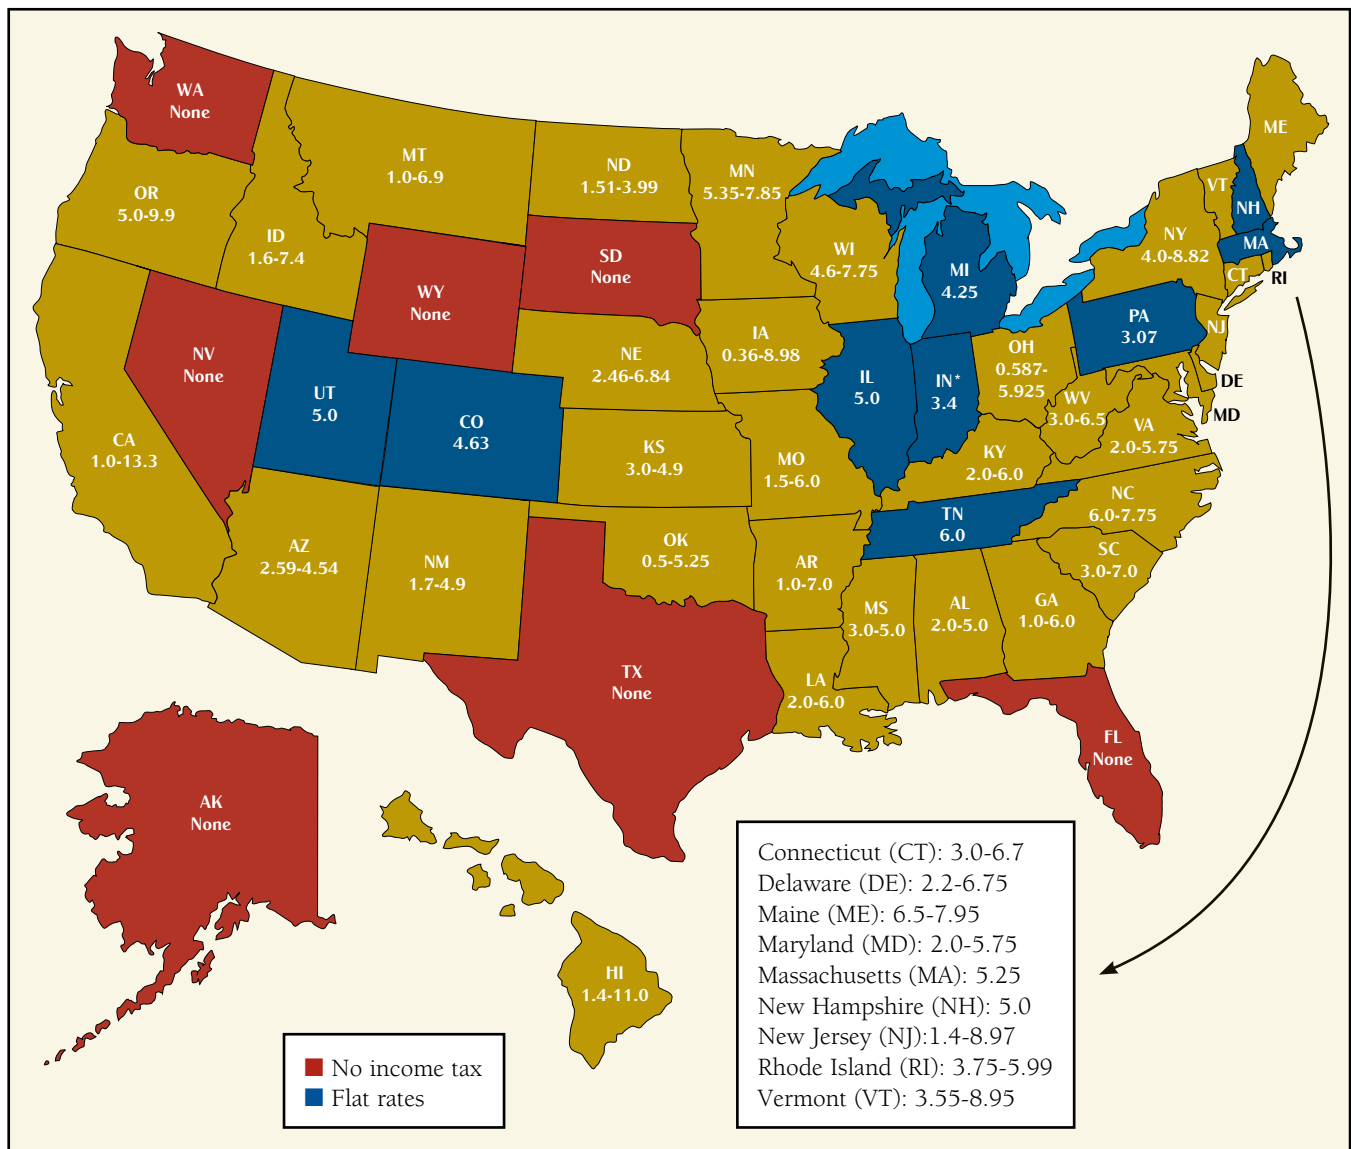 WA
None
OR
5.0-9.9
ID
1.6-7.4
MT
1.0-6.9
ND
1.51-3.99
MN
5.35-7.85
WI
4.6-7.75
MI
4.25
NY
4.0-8.82
VT
NH
ME
MA
CT
RI
SD
None
WY
None
NV
None
UT
5.0
CO
4.63
CA
1.0-13.3
NE
2.46-6.84
IA
0.36-8.98
IL
5.0
IN*
3.4
OH
0.587-
5.925
PA
3.07
NJ
DE
MD
WV
3.0-6.5
VA
2.0-5.75
KS
3.0-4.9
MO
1.5-6.0
KY
2.0-6.0
NC
6.0-7.75
TN
6.0
SC
3.0-7.0
AZ
2.59-4.54
NM
1.7-4.9
OK
0.5-5.25
AR
1.0-7.0
MS
3.0-5.0
AL
2.0-5.0
GA
1.0-6.0
TX
None
LA
2.0-6.0
FL
None
AK
None
HI
1.4-11.0
No income tax
Flat rates
Connecticut (CT): 3.0-6.7
Delaware (DE): 2.2-6.75
Maine (ME): 6.5-7.95
Maryland (MD): 2.0-5.75
Massachusetts (MA): 5.25
New Hampshire (NH): 5.0
New Jersey (NJ):1.4-8.97
Rhode Island (RI): 3.75-5.99
Vermont (VT): 3.55-8.95